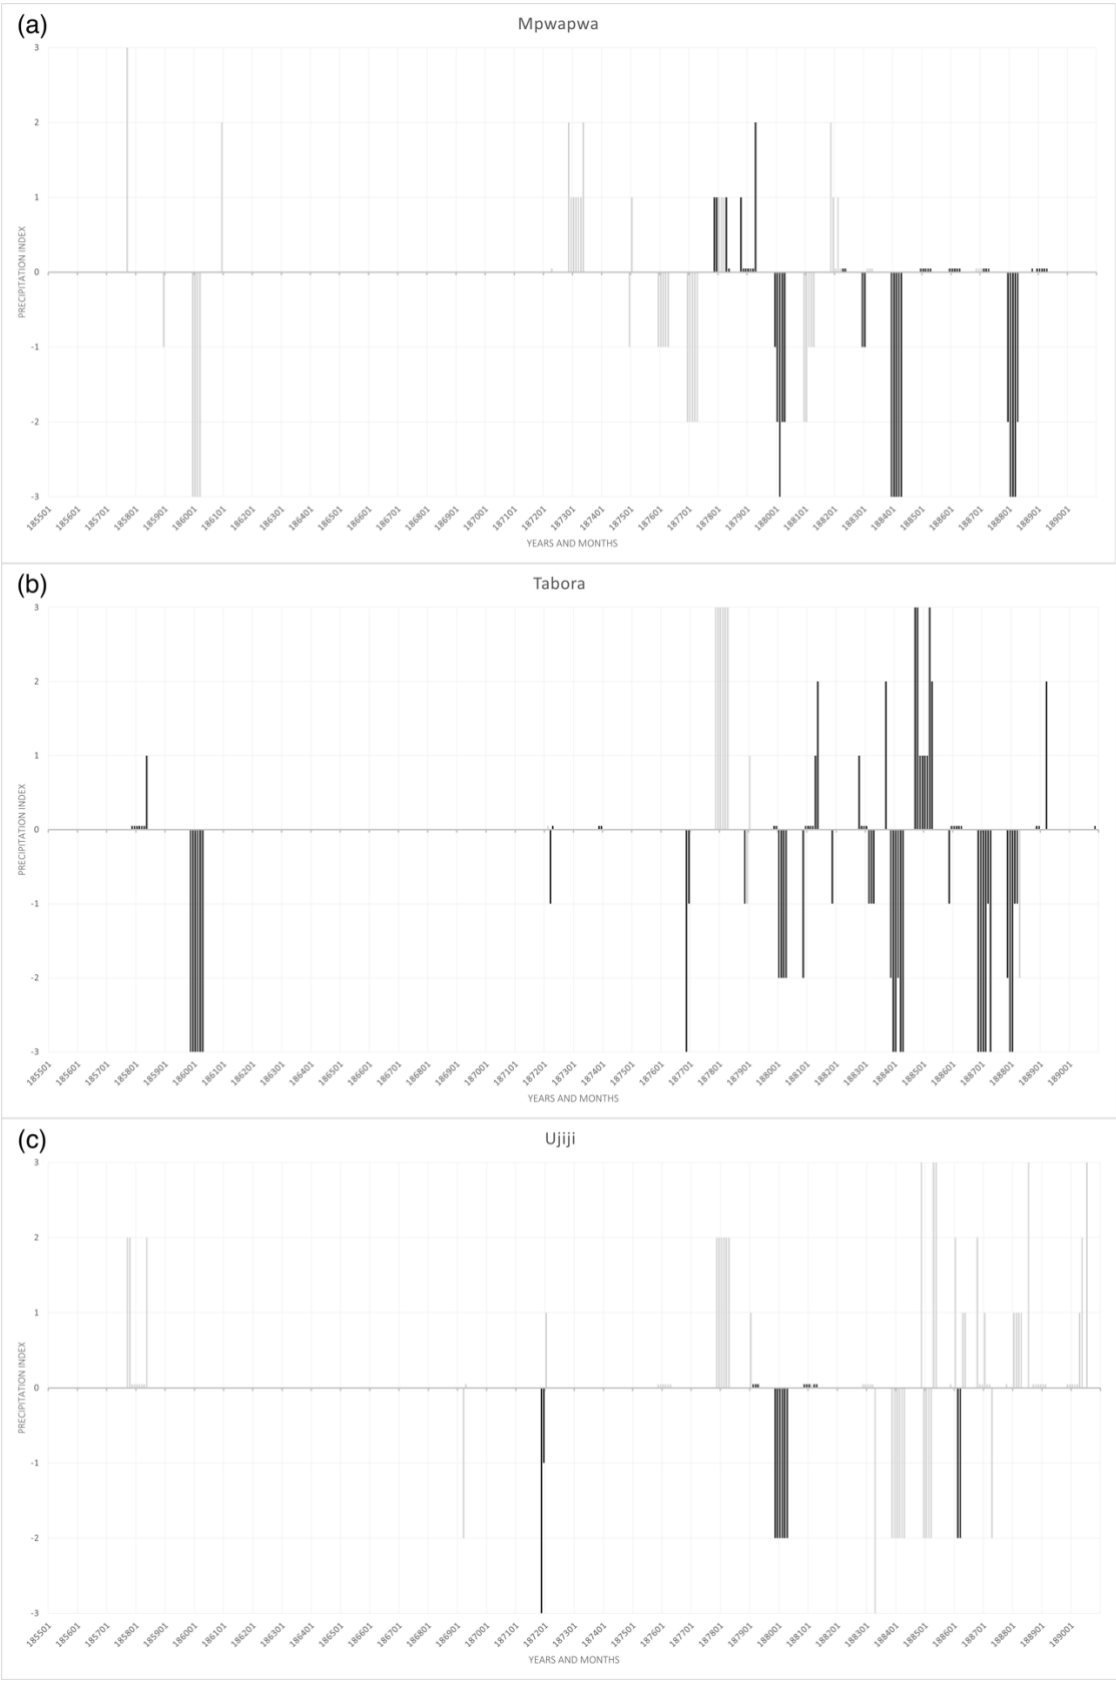 (a)
Mpwapwa
PRECIPITATION INDEX
3
2
1
0
-1
-2
-3
185501 185601 185701 185801 185901 186001 186101 186201 186301 186401 186501 186601 186701 186801 186901 187001 187101 187201 187301 187401 187501 187601 187701 187801 187901 188001 188101 188201 188301 188401 188501 188601 188701 188801 188901 189001
YEARS AND MONTHS
(b)
Tabora
PRECIPITATION INDEX
3
2
1
0
-1
-2
-3
185501 185601 185701 185801 185901 186001 186101 186201 186301 186401 186501 186601 186701 186801 186901 187001 187101 187201 187301 187401 187501 187601 187701 187801 187901 188001 188101 188201 188301 188401 188501 188601 188701 188801 188901 189001
YEARS AND MONTHS
(c)
Ujiji
PRECIPITATION INDEX
3
2
1
0
-1
-2
-3
185501 185601 185701 185801 185901 186001 186101 186201 186301 186401 186501 186601 186701 186801 186901 187001 187101 187201 187301 187401 187501 187601 187701 187801 187901 188001 188101 188201 188301 188401 188501 188601 188701 188801 188901 189001
YEARS AND MONTHS